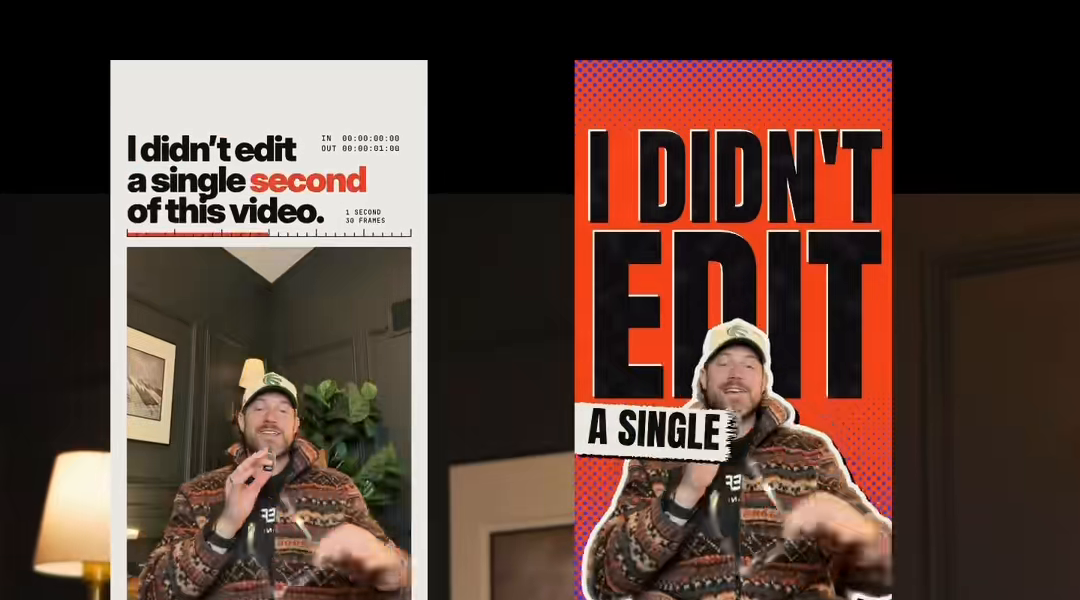 I didn't edit
a single second
of this video.
IN 00:00:00:00
OUT 00:00:01:00
1 SECOND
30 FRAMES
I DIDN'T
EDIT
A SINGLE